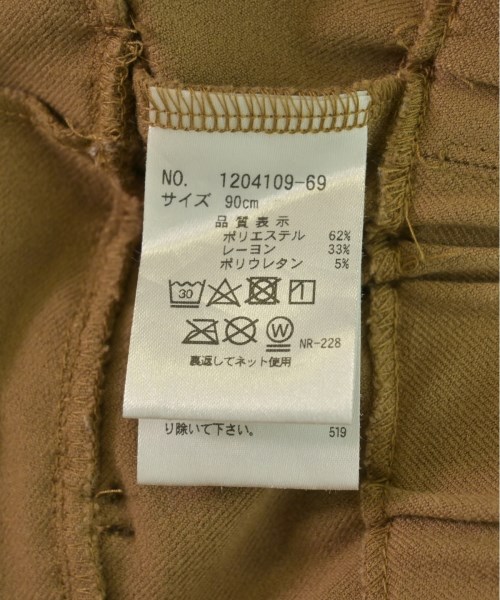 NO. 1204109-69
サイズ 90cm
品質表示
ポリエステル 62%
レーヨン 33%
ポリウレタン 5%
30
W
NR-228
裏返してネット使用
り除いて下さい。 519